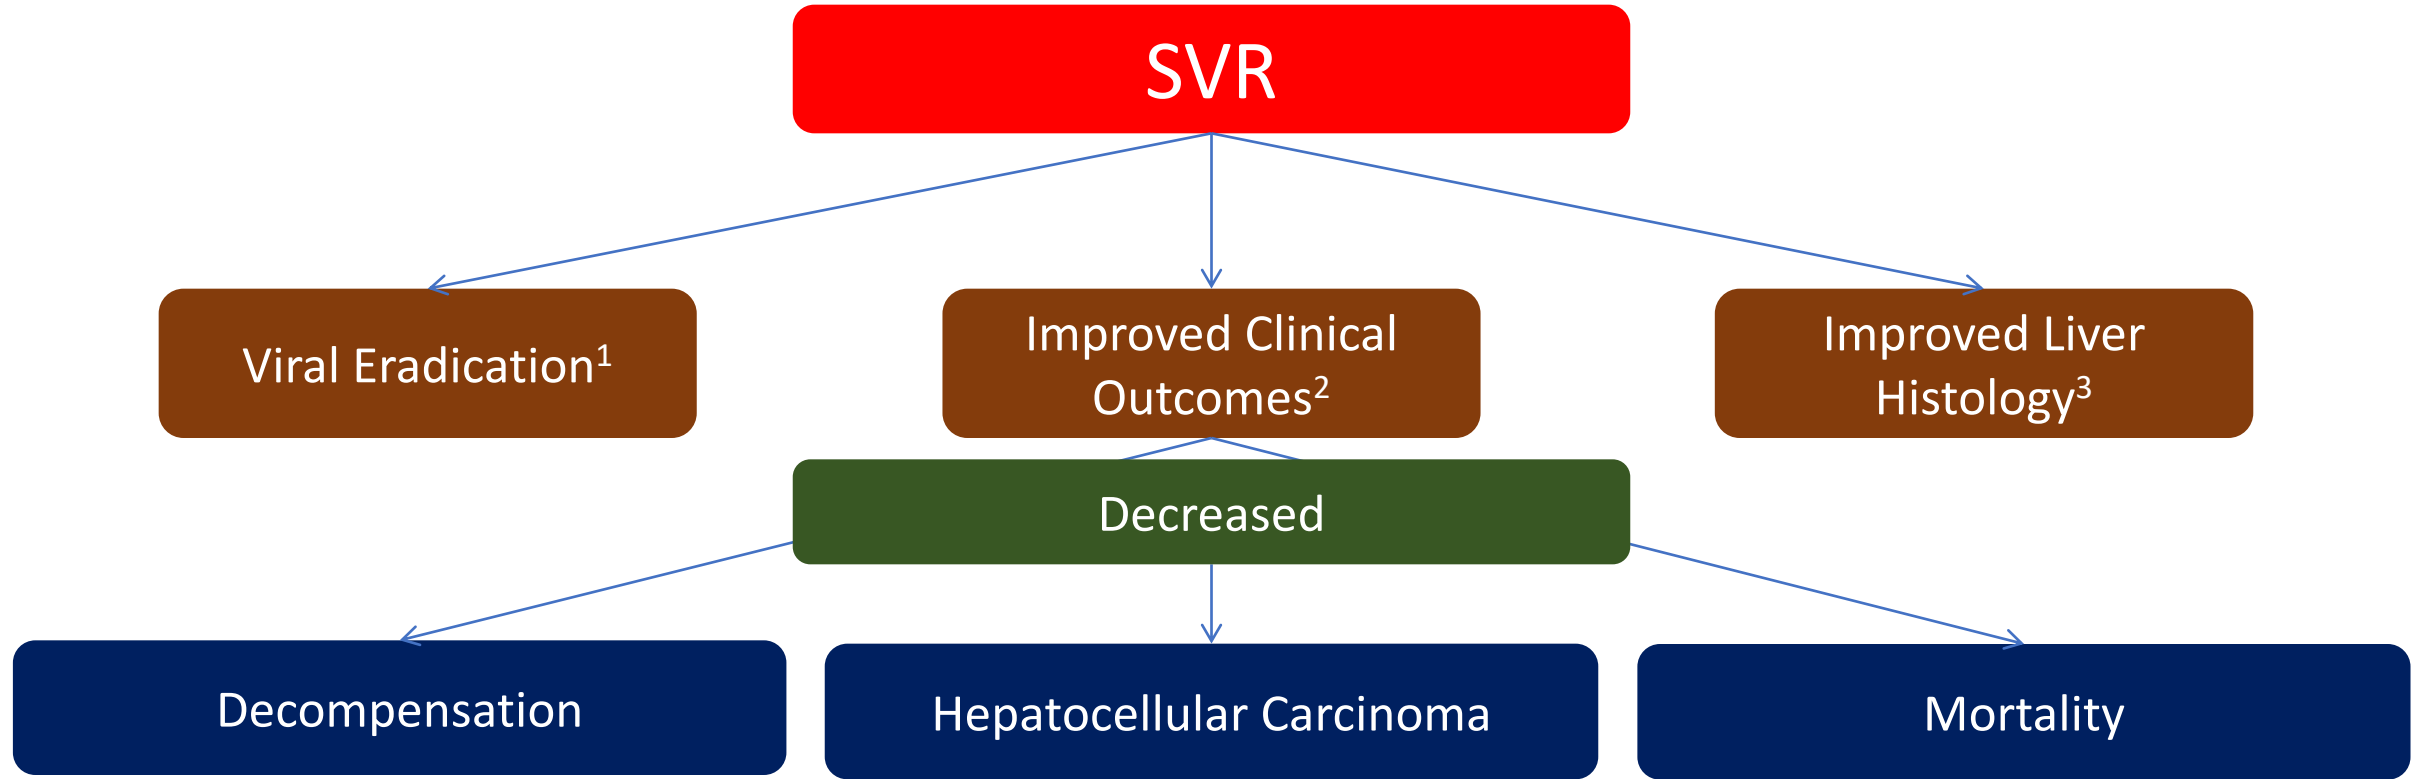 SVR
Viral Eradication¹
Improved Clinical
Outcomes²
Improved Liver
Histology³
Decreased
Decompensation
Hepatocellular Carcinoma
Mortality